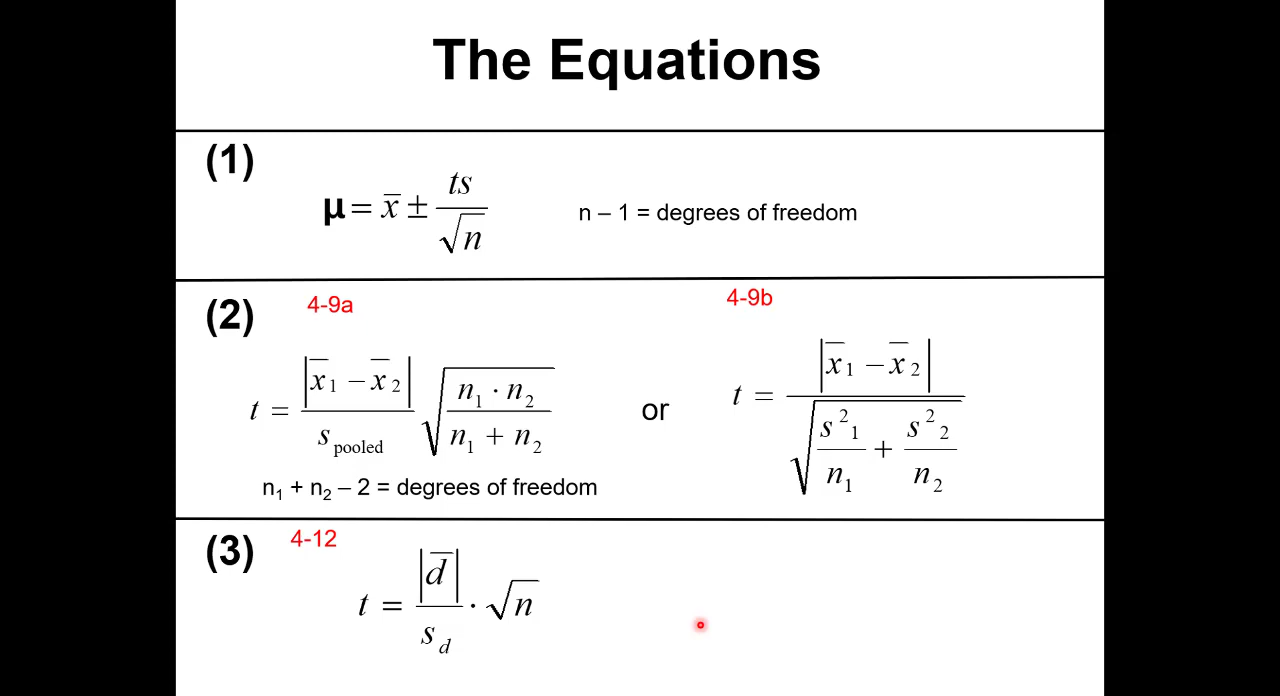 The Equations
(1)
μ = x̄ ± ts / √n
n – 1 = degrees of freedom
(2)
4-9a
t = |x̄₁ – x̄₂| / s pooled √(n₁ · n₂ / n₁ + n₂)
n₁ + n₂ – 2 = degrees of freedom
or
4-9b
t = |x̄₁ – x̄₂| / √(s²₁ / n₁ + s²₂ / n₂)
(3)
4-12
t = |d̄| / s_d · √n